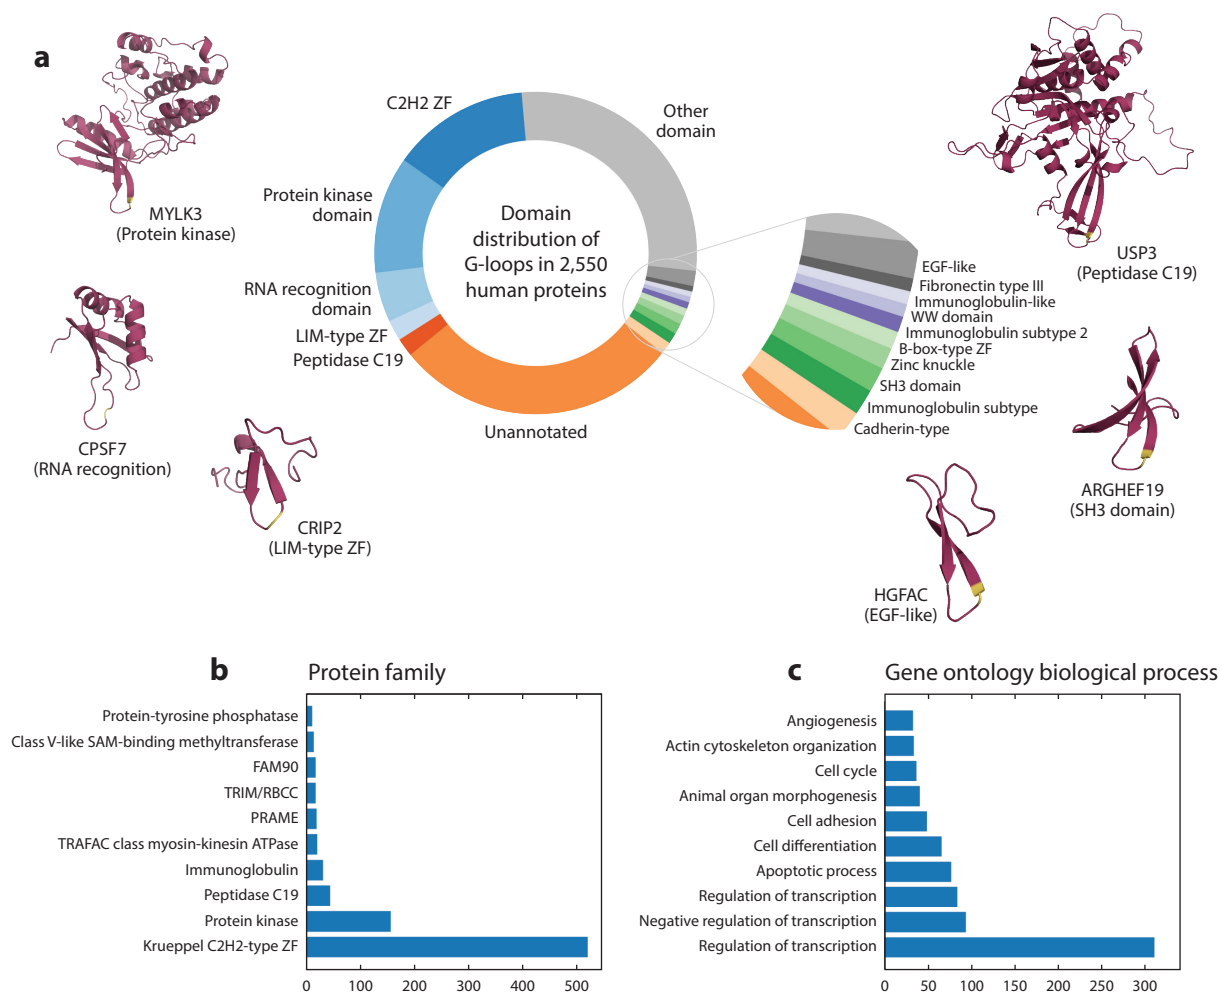 a
MYLK3
(Protein kinase)
CPSF7
(RNA recognition)
CRIP2
(LIM-type ZF)
C2H2 ZF
Protein kinase
domain
RNA recognition
domain
LIM-type ZF
Peptidase C19
Unannotated
Other
domain
Domain
distribution of
G-loops in 2,550
human proteins
EGF-like
Fibronectin type III
Immunoglobulin-like
WW domain
Immunoglobulin subtype 2
B-box-type ZF
Zinc knuckle
SH3 domain
Immunoglobulin subtype
Cadherin-type
USP3
(Peptidase C19)
ARGHEF19
(SH3 domain)
HGFAC
(EGF-like)
b
Protein family
Protein-tyrosine phosphatase
Class V-like SAM-binding methyltransferase
FAM90
TRIM/RBCC
PRAME
TRAFAC class myosin-kinesin ATPase
Immunoglobulin
Peptidase C19
Protein kinase
Krueppel C2H2-type ZF
0 100 200 300 400 500
c
Gene ontology biological process
Angiogenesis
Actin cytoskeleton organization
Cell cycle
Animal organ morphogenesis
Cell adhesion
Cell differentiation
Apoptotic process
Regulation of transcription
Negative regulation of transcription
Regulation of transcription
0 50 100 150 200 250 300